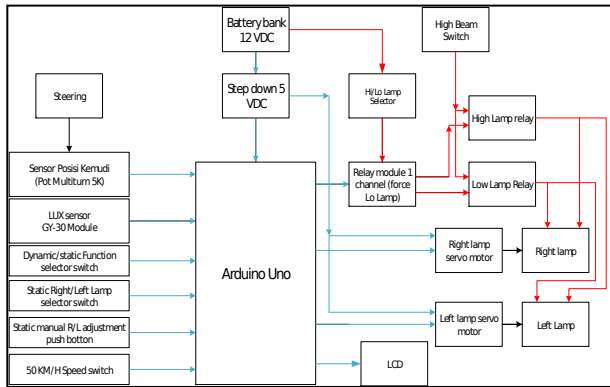 Battery bank
12 VDC
High Beam
Switch
Steering
Step down 5
VDC
Hi/Lo Lamp
Selector
High Lamp relay
Sensor Posisi Kemudi
(Pot Multiturn 5K)
Relay module 1
channel (force
Lo Lamp)
Low Lamp Relay
LUX sensor
GY-30 Module
Dynamic/static Function
selector switch
Arduino Uno
Right lamp
servo motor
Right lamp
Static Right/Left Lamp
selector switch
Static manual R/L adjustment
push botton
Left lamp servo
motor
Left Lamp
50 KM/H Speed switch
LCD